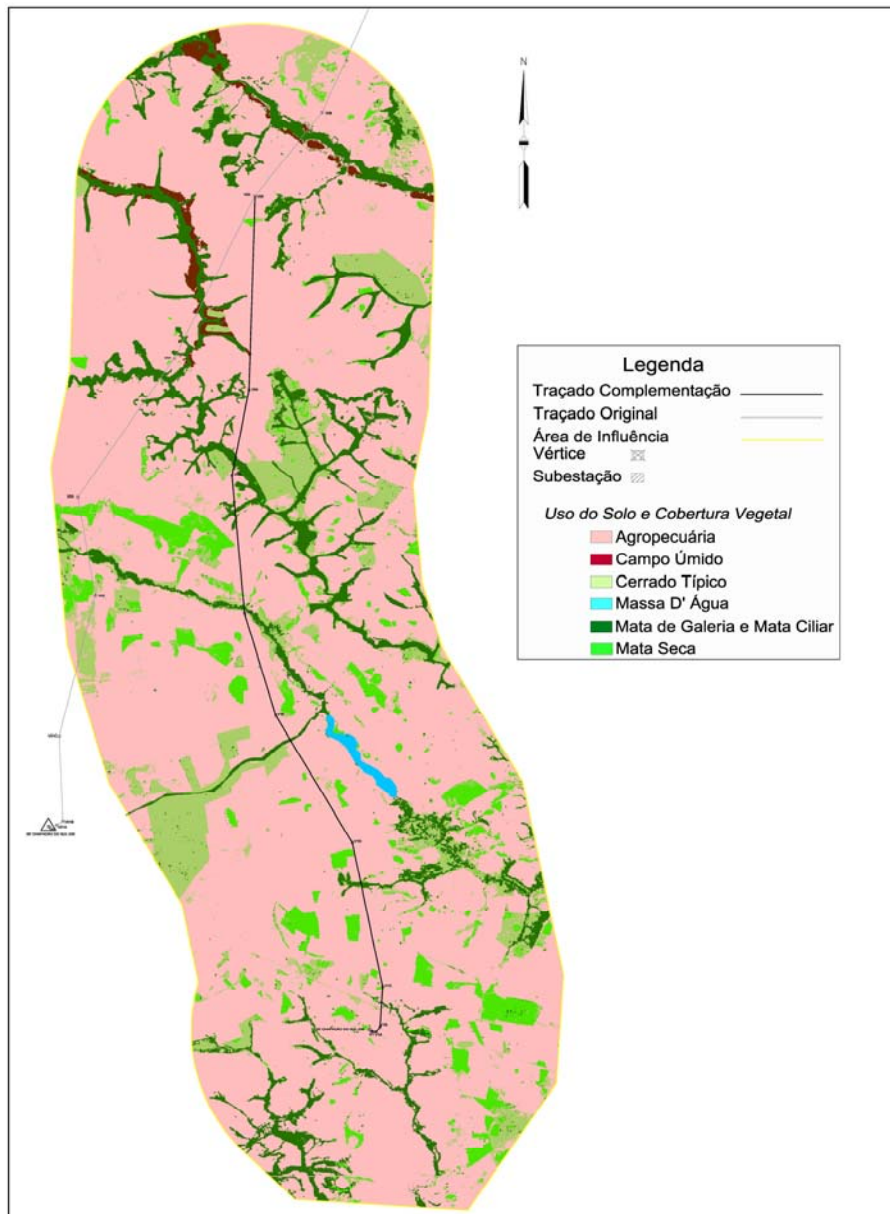 N
Legenda
Traçado Complementação
Traçado Original
Área de Influência
Vértice
Subestação
Uso do Solo e Cobertura Vegetal
Agropecuária
Campo Úmido
Cerrado Típico
Massa D' Água
Mata de Galeria e Mata Ciliar
Mata Seca